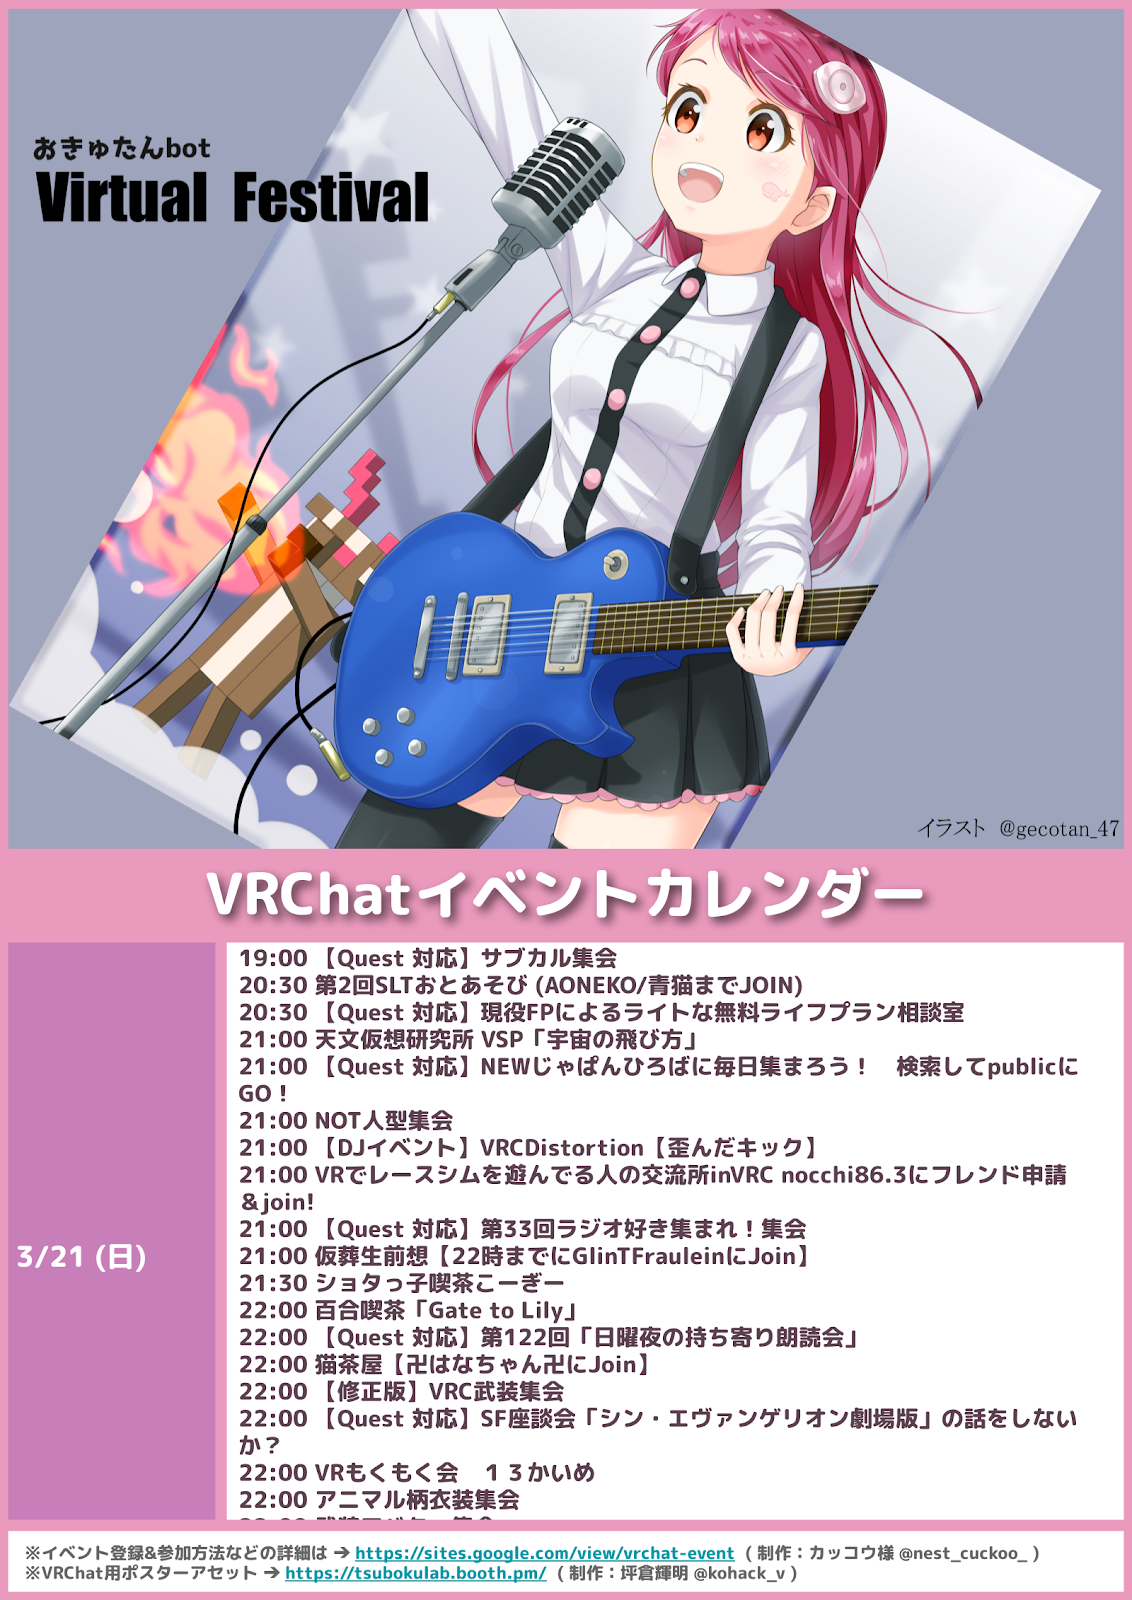 おきゅたんbot
Virtual Festival
イラスト @gecotan_47
VRChatイベントカレンダー
3/21 (日)
19:00 【Quest 対応】サブカル集会
20:30 第2回SLTおとあそび (AONEKO/青猫までJOIN)
20:30 【Quest 対応】現役FPによるライトな無料ライフプラン相談室
21:00 天文仮想研究所 VSP「宇宙の飛び方」
21:00 【Quest 対応】NEWじゃぱんひろばに毎日集まろう！　検索してpublicに
GO！
21:00 NOT人型集会
21:00 【DJイベント】VRCDistortion【歪んだキック】
21:00 VRでレースシムを遊んでる人の交流所inVRC nocchi86.3にフレンド申請
＆join!
21:00 【Quest 対応】第33回ラジオ好き集まれ！集会
21:00 仮葬生前想【22時までにGlinTFrauleinにJoin】
21:30 ショタっ子喫茶こーぎー
22:00 百合喫茶「Gate to Lily」
22:00 【Quest 対応】第122回「日曜夜の持ち寄り朗読会」
22:00 猫茶屋【卍はなちゃん卍にJoin】
22:00 【修正版】VRC武装集会
22:00 【Quest 対応】SF座談会「シン・エヴァンゲリオン劇場版」の話をしない
か？
22:00 VRもくもく会　１３かいめ
22:00 アニマル柄衣装集会
※イベント登録&参加方法などの詳細は → https://sites.google.com/view/vrchat-event ( 制作：カッコウ様 @nest_cuckoo_ )
※VRChat用ポスターアセット → https://tsubokulab.booth.pm/ ( 制作：坪倉輝明 @kohack_v )